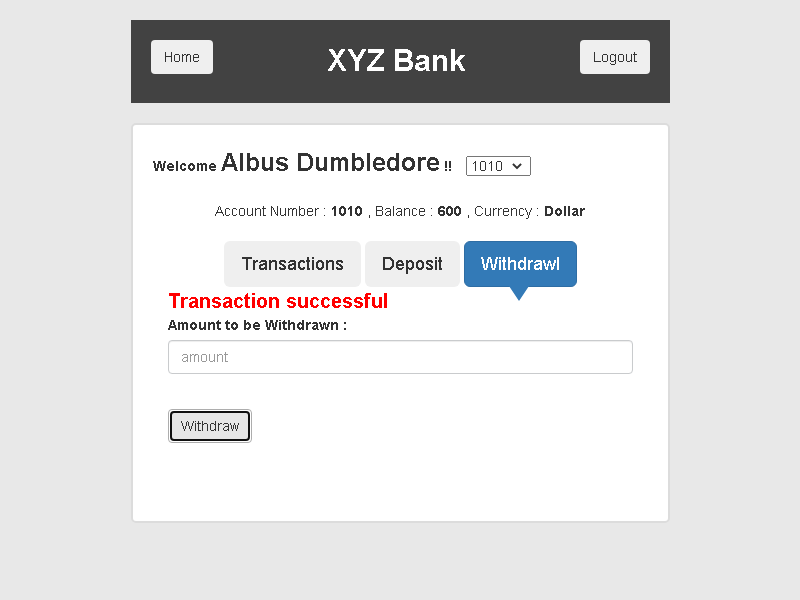 Home XYZ Bank Logout
Welcome Albus Dumbledore !! 1010
Account Number : 1010 , Balance : 600 , Currency : Dollar
Transactions Deposit Withdrawl
Transaction successful
Amount to be Withdrawn :
amount
Withdraw